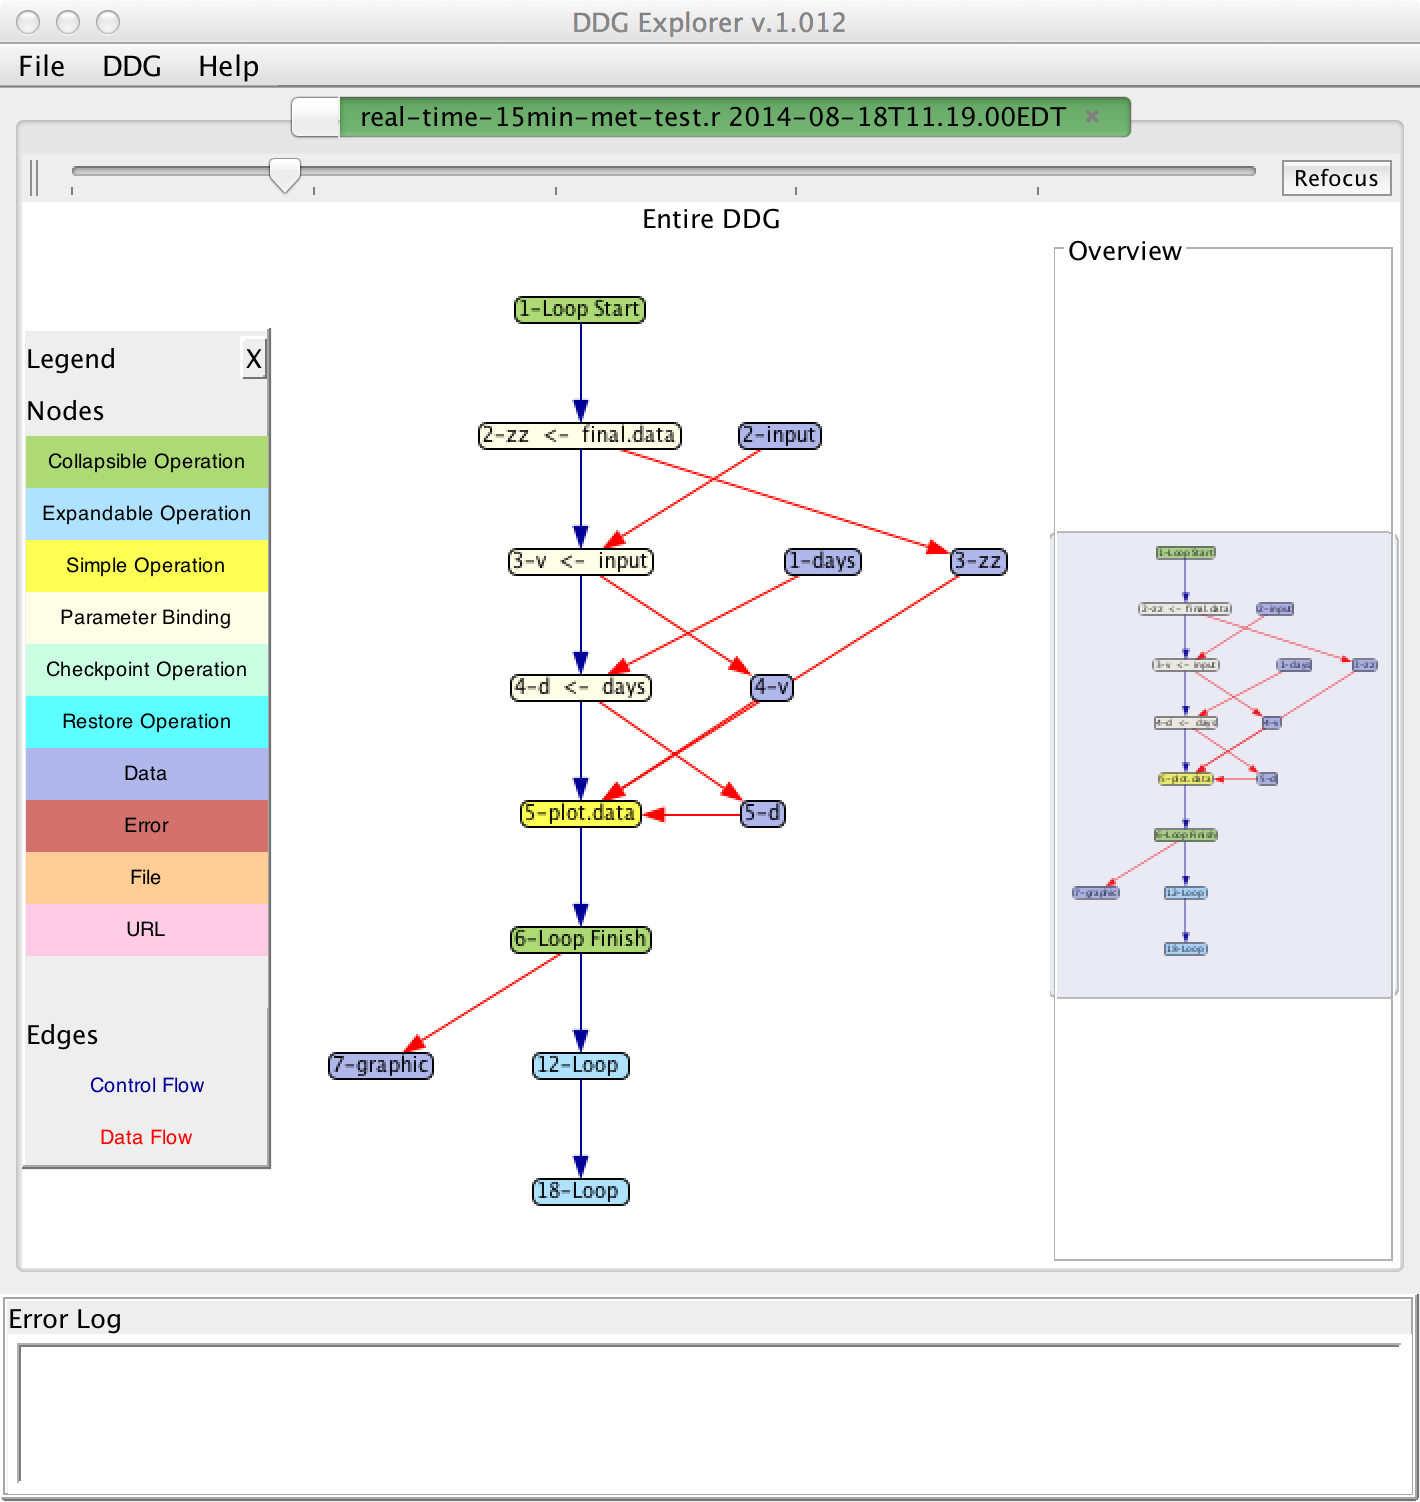 DDG Explorer v.1.012
File DDG Help
real-time-15min-met-test.r 2014-08-18T11.19.00EDT
Refocus
Entire DDG
Overview
Legend X
Nodes
Collapsible Operation
Expandable Operation
Simple Operation
Parameter Binding
Checkpoint Operation
Restore Operation
Data
Error
File
URL
Edges
Control Flow
Data Flow
1-Loop Start
2-zz <- final.data 2-input
3-v <- input 1-days 3-zz
4-d <- days 4-v
5-plot.data 5-d
6-Loop Finish
7-graphic 12-Loop
18-Loop
1-Loop Start
2-zz <- final.data 2-input
3-v <- input 1-days 3-zz
4-d <- days 4-v
5-plot.data 5-d
6-Loop Finish
7-graphic 12-Loop
18-Loop
Error Log